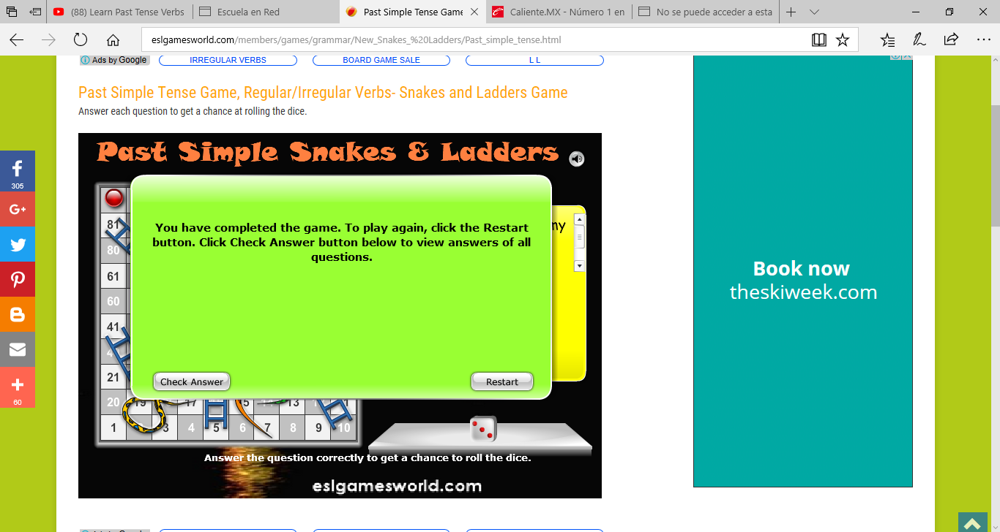 (88) Learn Past Tense Verbs
Escuela en Red
Past Simple Tense Game
Caliente.MX - Número 1 en
No se puede acceder a esta
eslgamesworld.com/members/games/grammar/New_Snakes_%20Ladders/Past_simple_tense.html
Ads by Google
IRREGULAR VERBS
BOARD GAME SALE
L L
Past Simple Tense Game, Regular/Irregular Verbs- Snakes and Ladders Game
Answer each question to get a chance at rolling the dice.
Past Simple Snakes & Ladders
305
G+
60
You have completed the game. To play again, click the Restart
button. Click Check Answer button below to view answers of all
questions.
my
Check Answer
Restart
81
80
61
60
41
21
20 19 17 13
1 3 4 5 6 7 8 9 10
Answer the question correctly to get a chance to roll the dice.
eslgamesworld.com
Book now
theskiweek.com